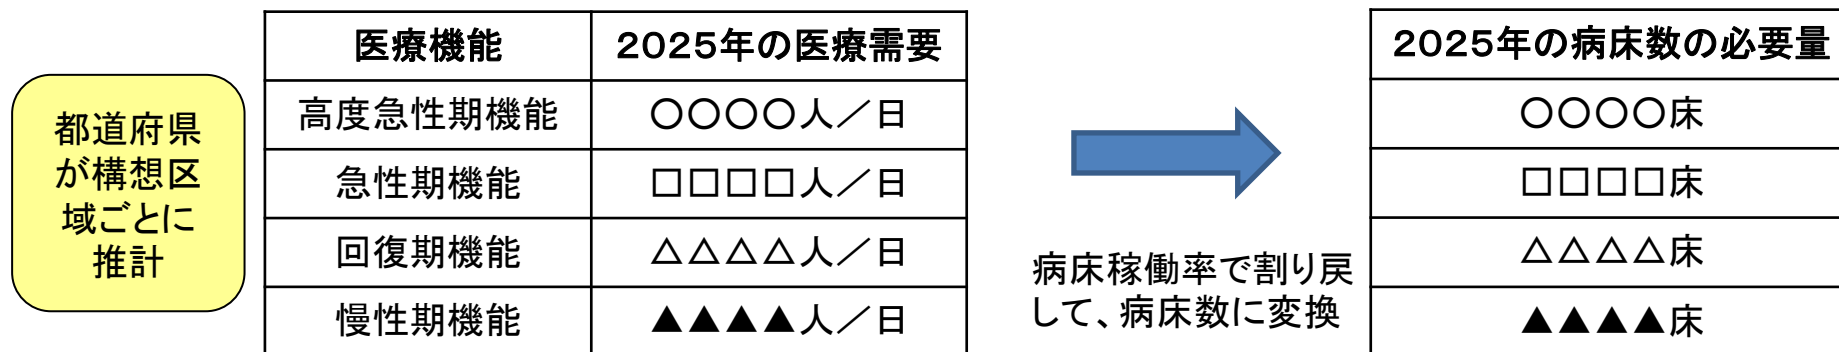 都道府県
が構想区
域ごとに
推計
医療機能 2025年の医療需要
高度急性期機能 ○○○○人／日
急性期機能 □□□□人／日
回復期機能 △△△△人／日
慢性期機能 ▲▲▲▲人／日
病床稼働率で割り戻
して、病床数に変換
2025年の病床数の必要量
○○○○床
□□□□床
△△△△床
▲▲▲▲床